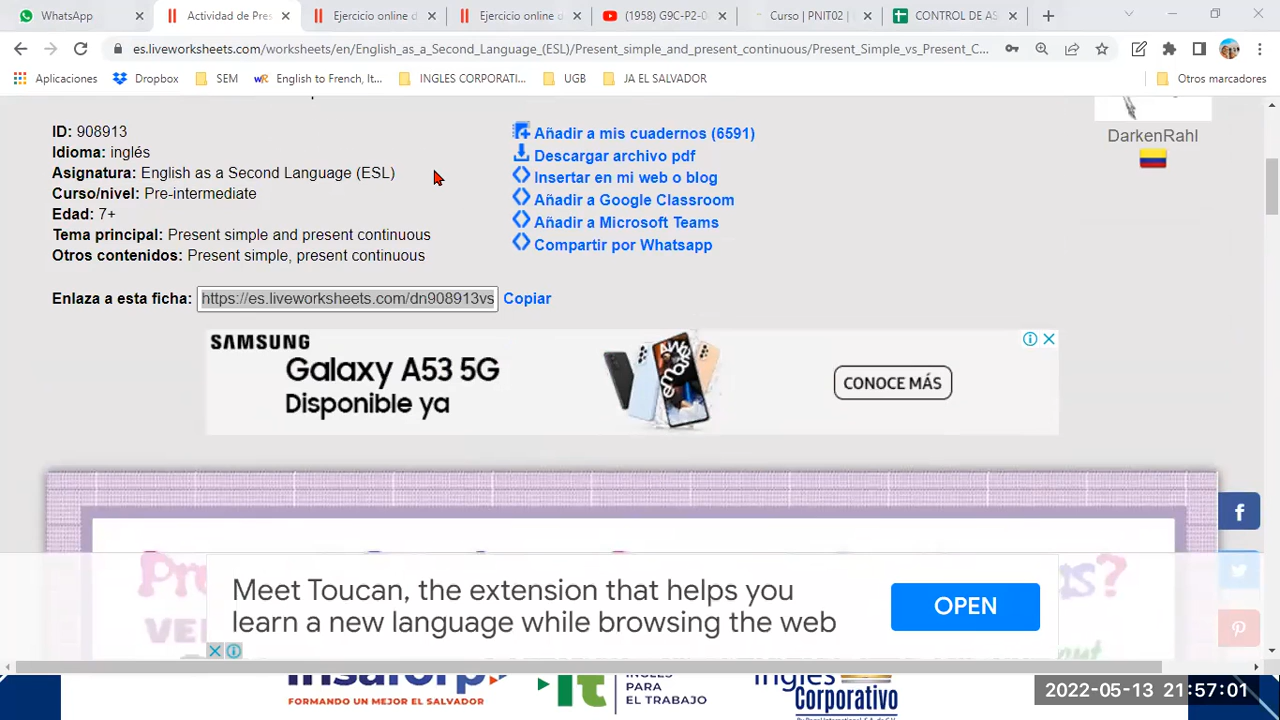 WhatsApp
Actividad de Pres
Ejercicio online d
Ejercicio online d
(1958) G9C-P2-0
Curso | PNIT02 |
CONTROL DE AS
es.liveworksheets.com/worksheets/en/English_as_a_Second_Language_(ESL)/Present_simple_and_present_continuous/Present_Simple_vs_Present_C...
Aplicaciones
Dropbox
SEM
English to French, It...
INGLES CORPORATI...
UGB
JA EL SALVADOR
Otros marcadores
ID: 908913
Idioma: inglés
Asignatura: English as a Second Language (ESL)
Curso/nivel: Pre-intermediate
Edad: 7+
Tema principal: Present simple and present continuous
Otros contenidos: Present simple, present continuous
Añadir a mis cuadernos (6591)
Descargar archivo pdf
Insertar en mi web o blog
Añadir a Google Classroom
Añadir a Microsoft Teams
Compartir por Whatsapp
DarkenRahl
Enlaza a esta ficha: https://es.liveworksheets.com/dn908913vs Copiar
SAMSUNG
Galaxy A53 5G
Disponible ya
CONOCE MÁS
Meet Toucan, the extension that helps you
learn a new language while browsing the web
OPEN
insaforp
FORMANDO UN MEJOR EL SALVADOR
it
INGLÉS
PARA
EL TRABAJO
Inglés
Corporativo
2022-05-13 21:57:01